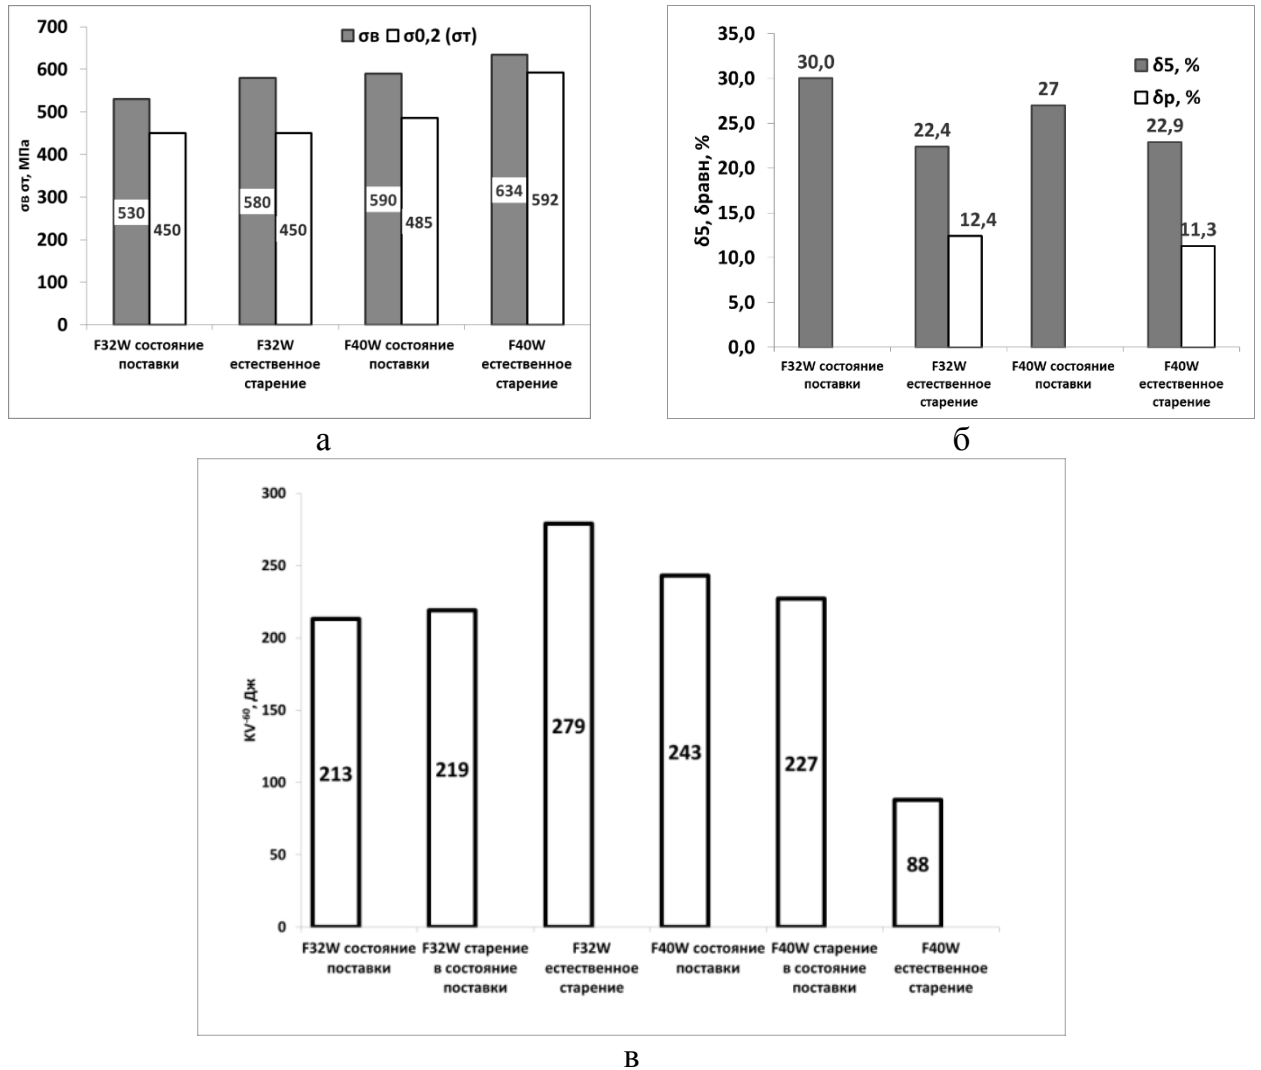 700
600
500
400
300
200
100
0
σв σт, МПа
σв σ0,2 (σт)
530
450
580
450
590
485
634
592
F32W состояние
поставки
F32W
естественное
старение
F40W состояние
поставки
F40W
естественное
старение
а
35,0
30,0
25,0
20,0
15,0
10,0
5,0
0,0
δ5, δравн, %
δ5, %
δр, %
30,0
22,4
12,4
27
22,9
11,3
F32W состояние
поставки
F32W
естественное
старение
F40W состояние
поставки
F40W
естественное
старение
б
300
250
200
150
100
50
0
KV⁻⁶⁰, Дж
213
219
279
243
227
88
F32W состояние
поставки
F32W старение
в состояние
поставки
F32W
естественное
старение
F40W состояние
поставки
F40W старение
в состояние
поставки
F40W
естественное
старение
в